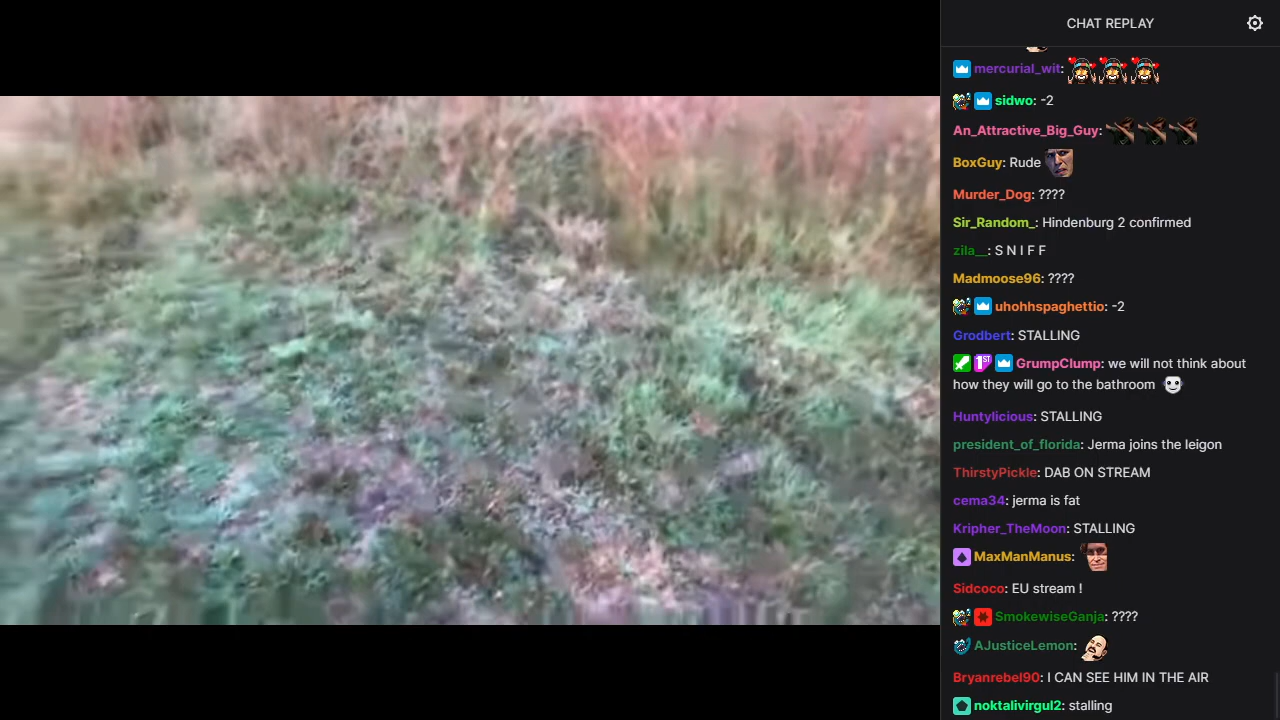 CHAT REPLAY
mercurial_wit:
sidwo: -2
An_Attractive_Big_Guy:
BoxGuy: Rude
Murder_Dog: ????
Sir_Random_: Hindenburg 2 confirmed
zila__: S N I F F
Madmoose96: ????
uhohhspaghettio: -2
Grodbert: STALLING
1ST GrumpClump: we will not think about
how they will go to the bathroom
Huntylicious: STALLING
president_of_florida: Jerma joins the leigon
ThirstyPickle: DAB ON STREAM
cema34: jerma is fat
Kripher_TheMoon: STALLING
MaxManManus:
Sidcoco: EU stream !
SmokewiseGanja: ????
AJusticeLemon:
Bryanrebel90: I CAN SEE HIM IN THE AIR
noktalivirgul2: stalling